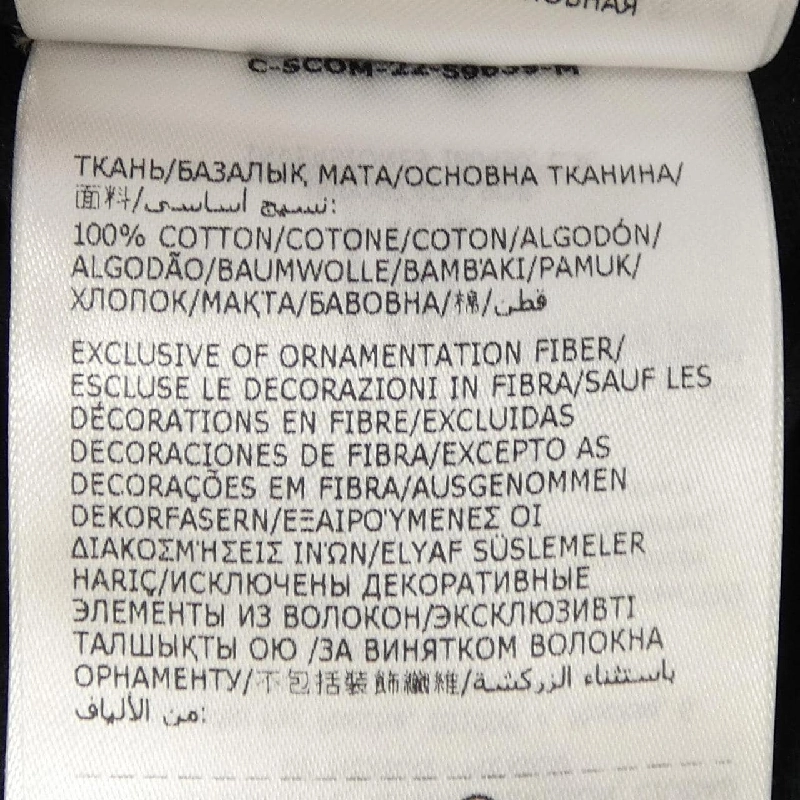 ТКАНЬ/БАЗАЛЫҚ МАТА/ОСНОВНА ТКАНИНА/
面料/نسيج أساسى:
100% COTTON/COTONE/COTON/ALGODÓN/
ALGODÃO/BAUMWOLLE/BAMBAKI/PAMUK/
ХЛОПОК/МАҚТА/БАВОВНА/棉/قطن
EXCLUSIVE OF ORNAMENTATION FIBER/
ESCLUSE LE DECORAZIONI IN FIBRA/SAUF LES
DÉCORATIONS EN FIBRE/EXCLUIDAS
DECORACIONES DE FIBRA/EXCEPTO AS
DECORAÇÕES EM FIBRA/AUSGENOMMEN
DEKORFASERN/ΕΞΑΙΡΟΎΜΕΝΕΣ ΟΙ
ΔΙΑΚΟΣΜΉΣΕΙΣ ΙΝΏΝ/ELYAF SÜSLEMELER
HARIÇ/ИСКЛЮЧЕНЫ ДЕКОРАТИВНЫЕ
ЭЛЕМЕНТЫ ИЗ ВОЛОКОН/ЭКСКЛЮЗИВТІ
ТАЛШЫҚТЫ ОЮ /ЗА ВИНЯТКОМ ВОЛОКНА
ОРНАМЕНТУ/不包括裝飾纖維/باستثناء الزركشة
من الألياف: